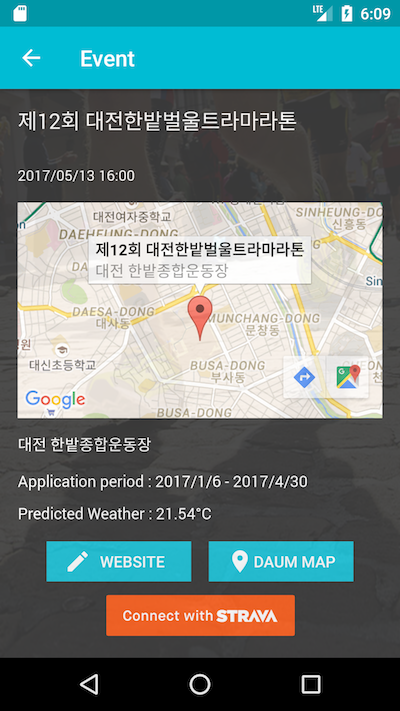 LTE 6:09
Event
제12회 대전한밭벌울트라마라톤
2017/05/13 16:00
대전여자중학교
SINHEUNG-DONG
신흥동
DAEHEUNG-DONG
제12회 대전한밭벌울트라마라톤
대전 한밭종합운동장
Sin
DAESA-DONG
대사동
MUNCHANG-DONG
문창동
대신초등학교
BUSA-DONG
부사동
Google
BUSA-DONG
대전 한밭종합운동장
Application period : 2017/1/6 - 2017/4/30
Predicted Weather : 21.54°C
WEBSITE
DAUM MAP
Connect with STRAVA